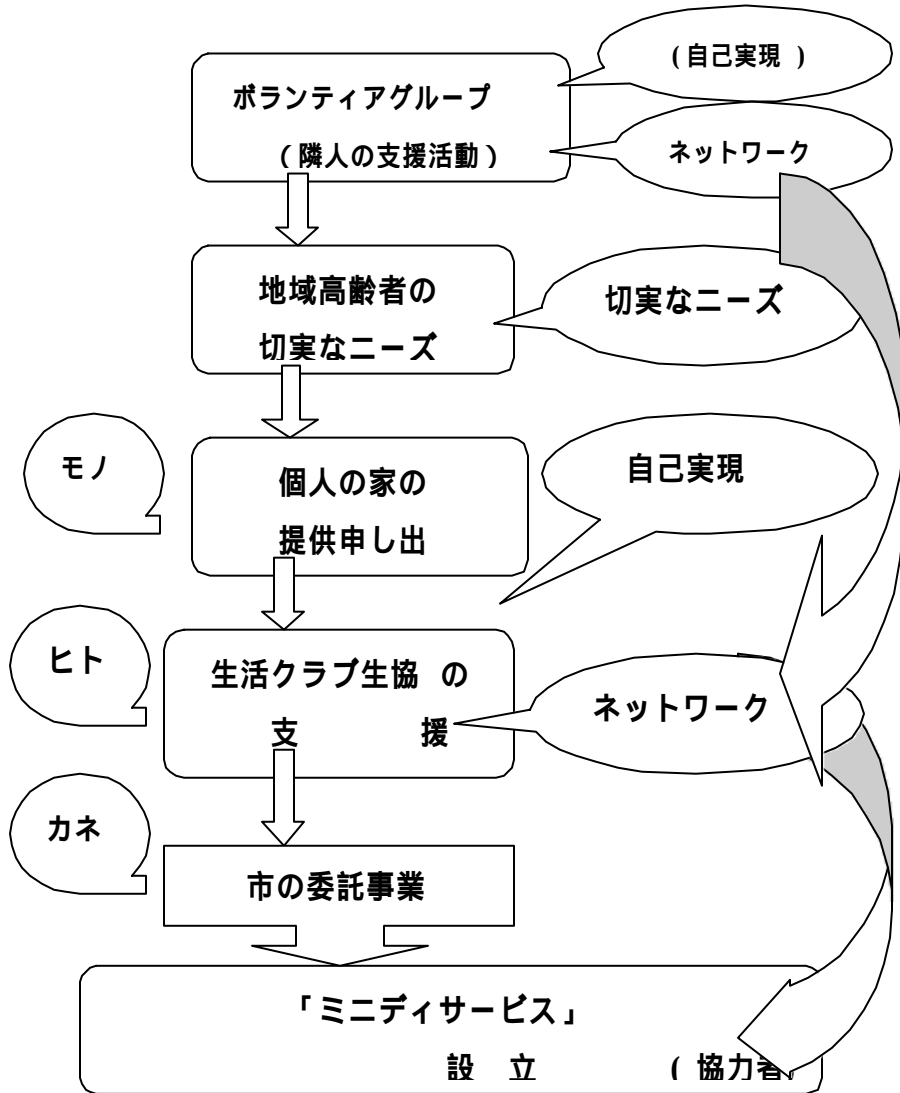 (自己実現 )
ボランティアグループ
(隣人の支援活動)
ネットワーク
地域高齢者の
切実なニーズ
切実なニーズ
モノ
個人の家の
提供申し出
自己実現
ヒト
生活クラブ生協 の
支 援
ネットワーク
カネ
市の委託事業
「ミニディサービス」
設 立 ( 協力者)